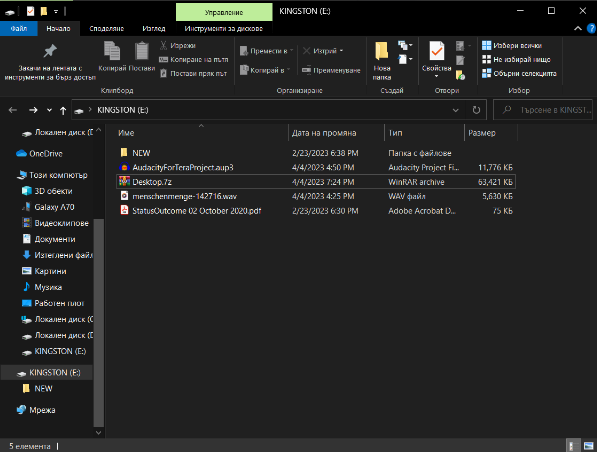 Управление
KINGSTON (E:)
Файл
Начало
Споделяне
Изглед
Инструменти за дискове
Закачи на лентата с
инструменти за бърз достъп
Копирай
Постави
Изрежи
Копиране на пътя
Постави пряк път
Клипборд
Премести в
Копирай в
Изтрий
Преименуване
Организиране
Нова
папка
Създай
Свойства
Отвори
Избери всички
Не избирай нищо
Обърни селекцията
Избор
KINGSTON (E:)
Търсене в KINGST...
Име
Дата на промяна
Тип
Размер
NEW
2/23/2023 6:38 PM
Папка с файлове
AudacityForTeraProject.aup3
4/4/2023 4:50 PM
Audacity Project Fi...
11,776 КБ
Desktop.7z
4/4/2023 7:24 PM
WinRAR archive
63,421 КБ
menschenmenge-142716.wav
4/4/2023 4:25 PM
WAV файл
5,630 КБ
StatusOutcome 02 October 2020.pdf
2/23/2023 6:30 PM
Adobe Acrobat D...
75 КБ
Локален диск (D
OneDrive
Този компютър
3D обекти
Galaxy A70
Видеоклипове
Документи
Изтеглени файл
Картини
Музика
Работен плот
Локален диск (C
Локален диск (D
KINGSTON (E:)
KINGSTON (E:)
NEW
Мрежа
5 елемента